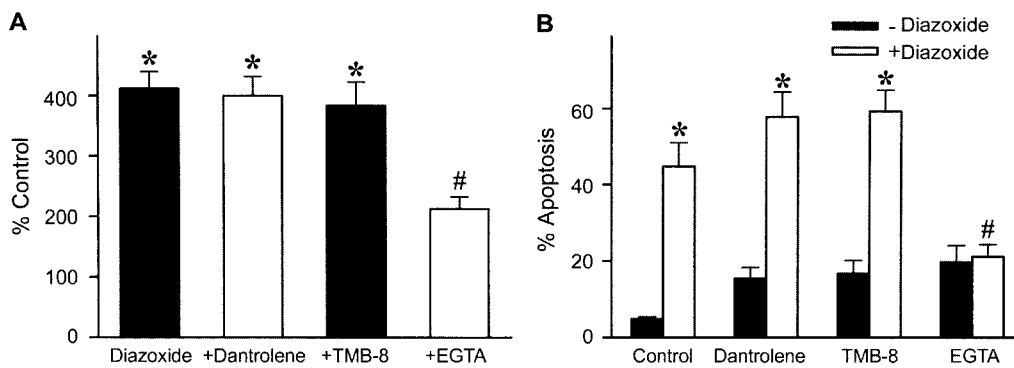 A
% Control
400
300
200
100
0
* * * #
Diazoxide +Dantrolene +TMB-8 +EGTA
B
- Diazoxide
+Diazoxide
% Apoptosis
60
40
20
0
* * * #
Control Dantrolene TMB-8 EGTA